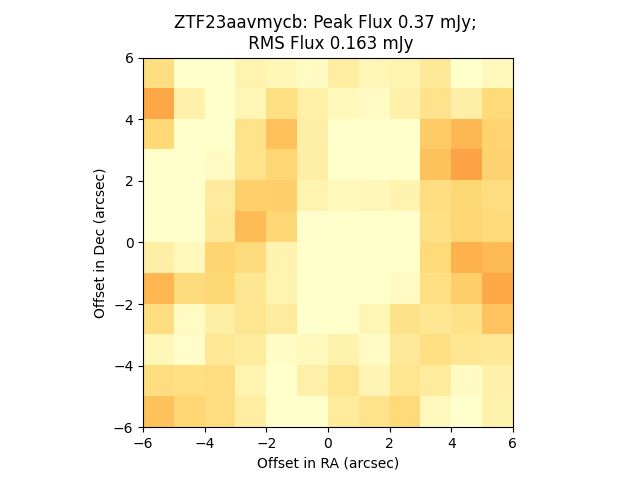 ZTF23aavmycb: Peak Flux 0.37 mJy;
RMS Flux 0.163 mJy
6
4
2
0
−2
−4
−6
Offset in Dec (arcsec)
−6 −4 −2 0 2 4 6
Offset in RA (arcsec)